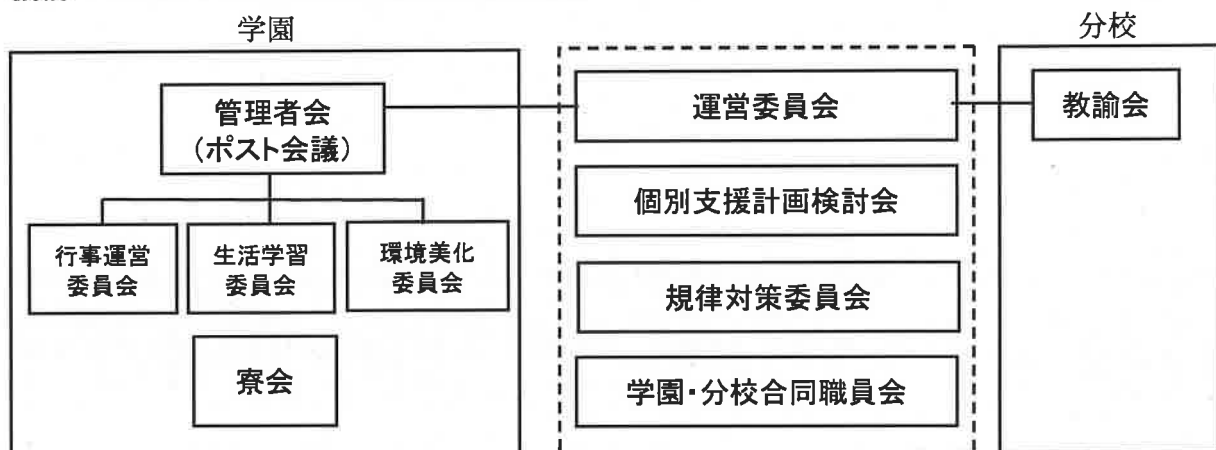 学園
分校
管理者会
（ポスト会議）
運営委員会
教諭会
個別支援計画検討会
行事運営
委員会
生活学習
委員会
環境美化
委員会
規律対策委員会
寮会
学園・分校合同職員会